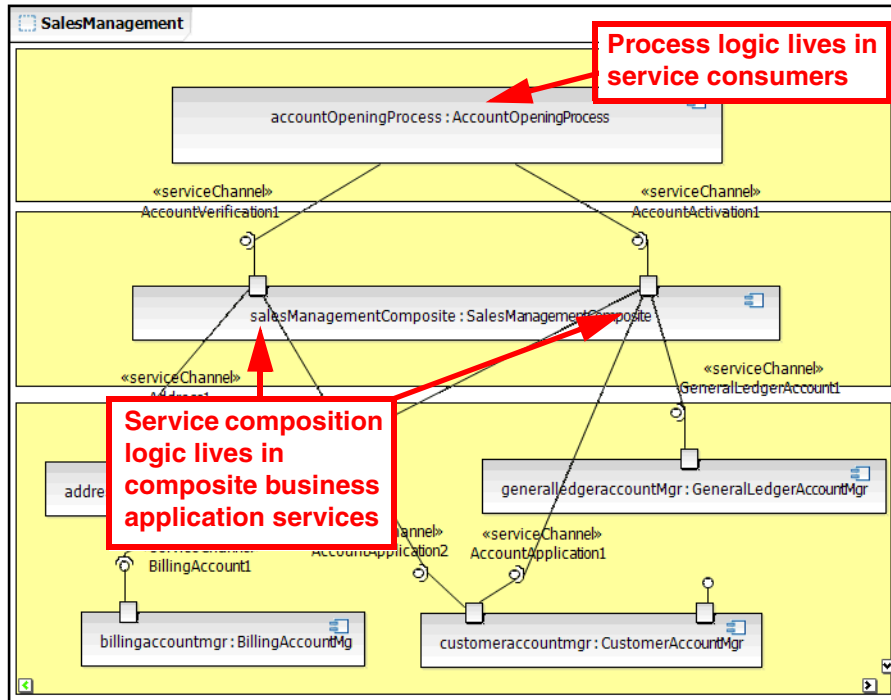 SalesManagement
Process logic lives in
service consumers
accountOpeningProcess : AccountOpeningProcess
«serviceChannel»
AccountVerification1
«serviceChannel»
AccountActivation1
salesManagementComposite : SalesManagementComposite
«serviceChannel»
«serviceChannel»
GeneralLedgerAccount1
Service composition
logic lives in
composite business
application services
addre
generalledgeraccountMgr : GeneralLedgerAccountMgr
BillingAccount1
AccountApplication2
«serviceChannel»
AccountApplication1
billingaccountmgr : BillingAccountMg
customeraccountmgr : CustomerAccountMgr